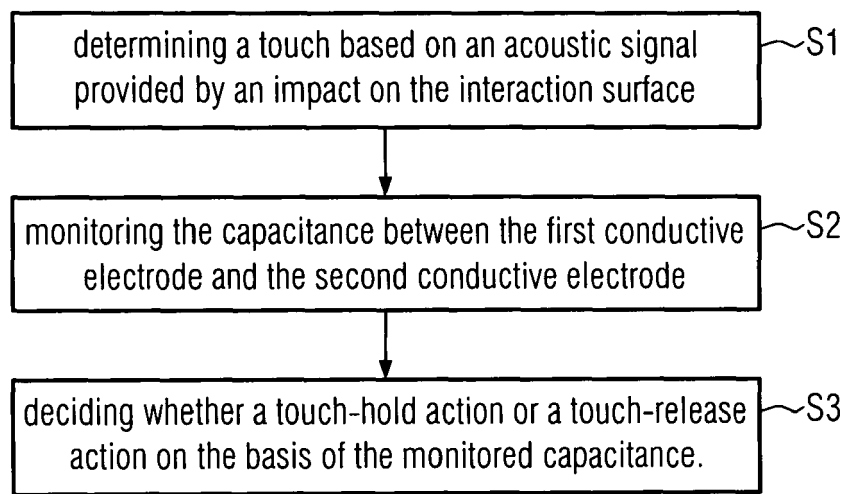 determining a touch based on an acoustic signal
provided by an impact on the interaction surface
S1
monitoring the capacitance between the first conductive
electrode and the second conductive electrode
S2
deciding whether a touch-hold action or a touch-release
action on the basis of the monitored capacitance.
S3